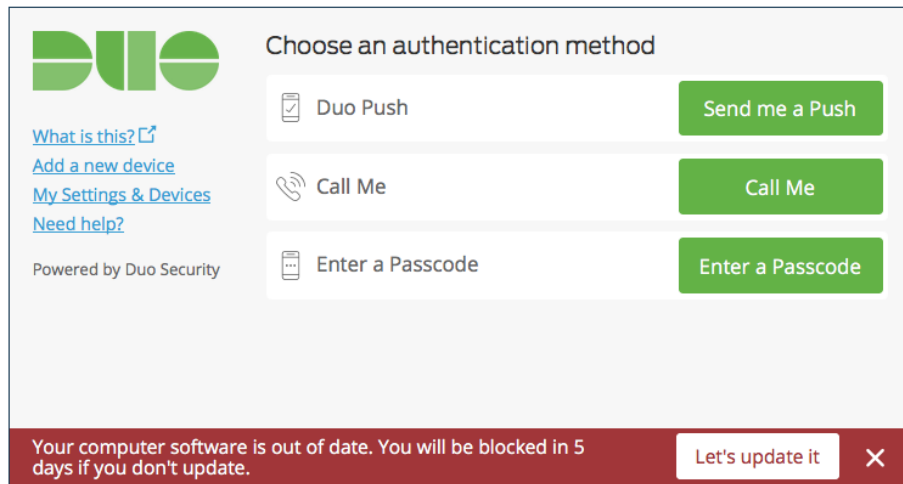 DUO
Choose an authentication method
Duo Push
Send me a Push
What is this?
Add a new device
My Settings & Devices
Need help?
Powered by Duo Security
Call Me
Call Me
Enter a Passcode
Enter a Passcode
Your computer software is out of date. You will be blocked in 5
days if you don't update.
Let's update it